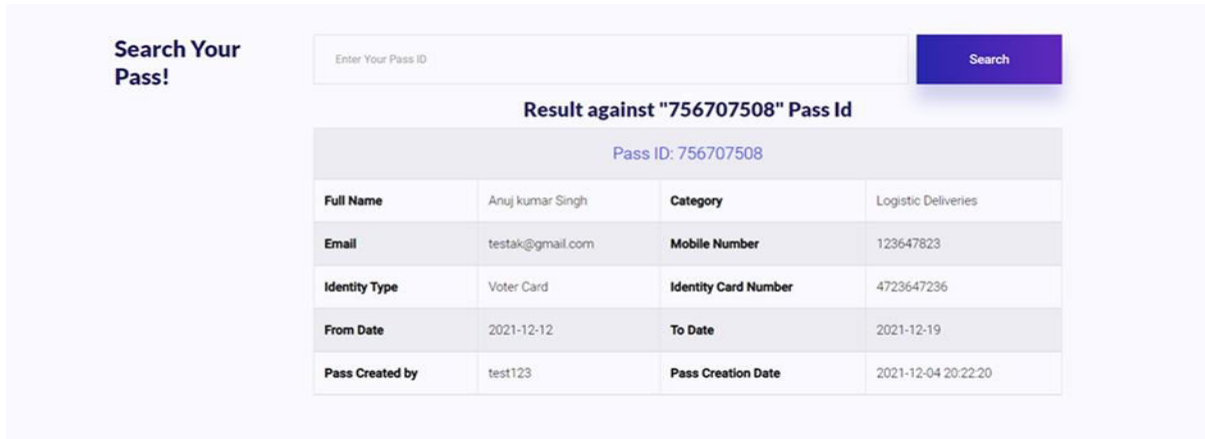 Search Your
Pass!
Enter Your Pass ID
Search
Result against "756707508" Pass Id
Pass ID: 756707508
Full Name Anuj kumar Singh Category Logistic Deliveries
Email testak@gmail.com Mobile Number 123647823
Identity Type Voter Card Identity Card Number 4723647236
From Date 2021-12-12 To Date 2021-12-19
Pass Created by test123 Pass Creation Date 2021-12-04 20:22:20